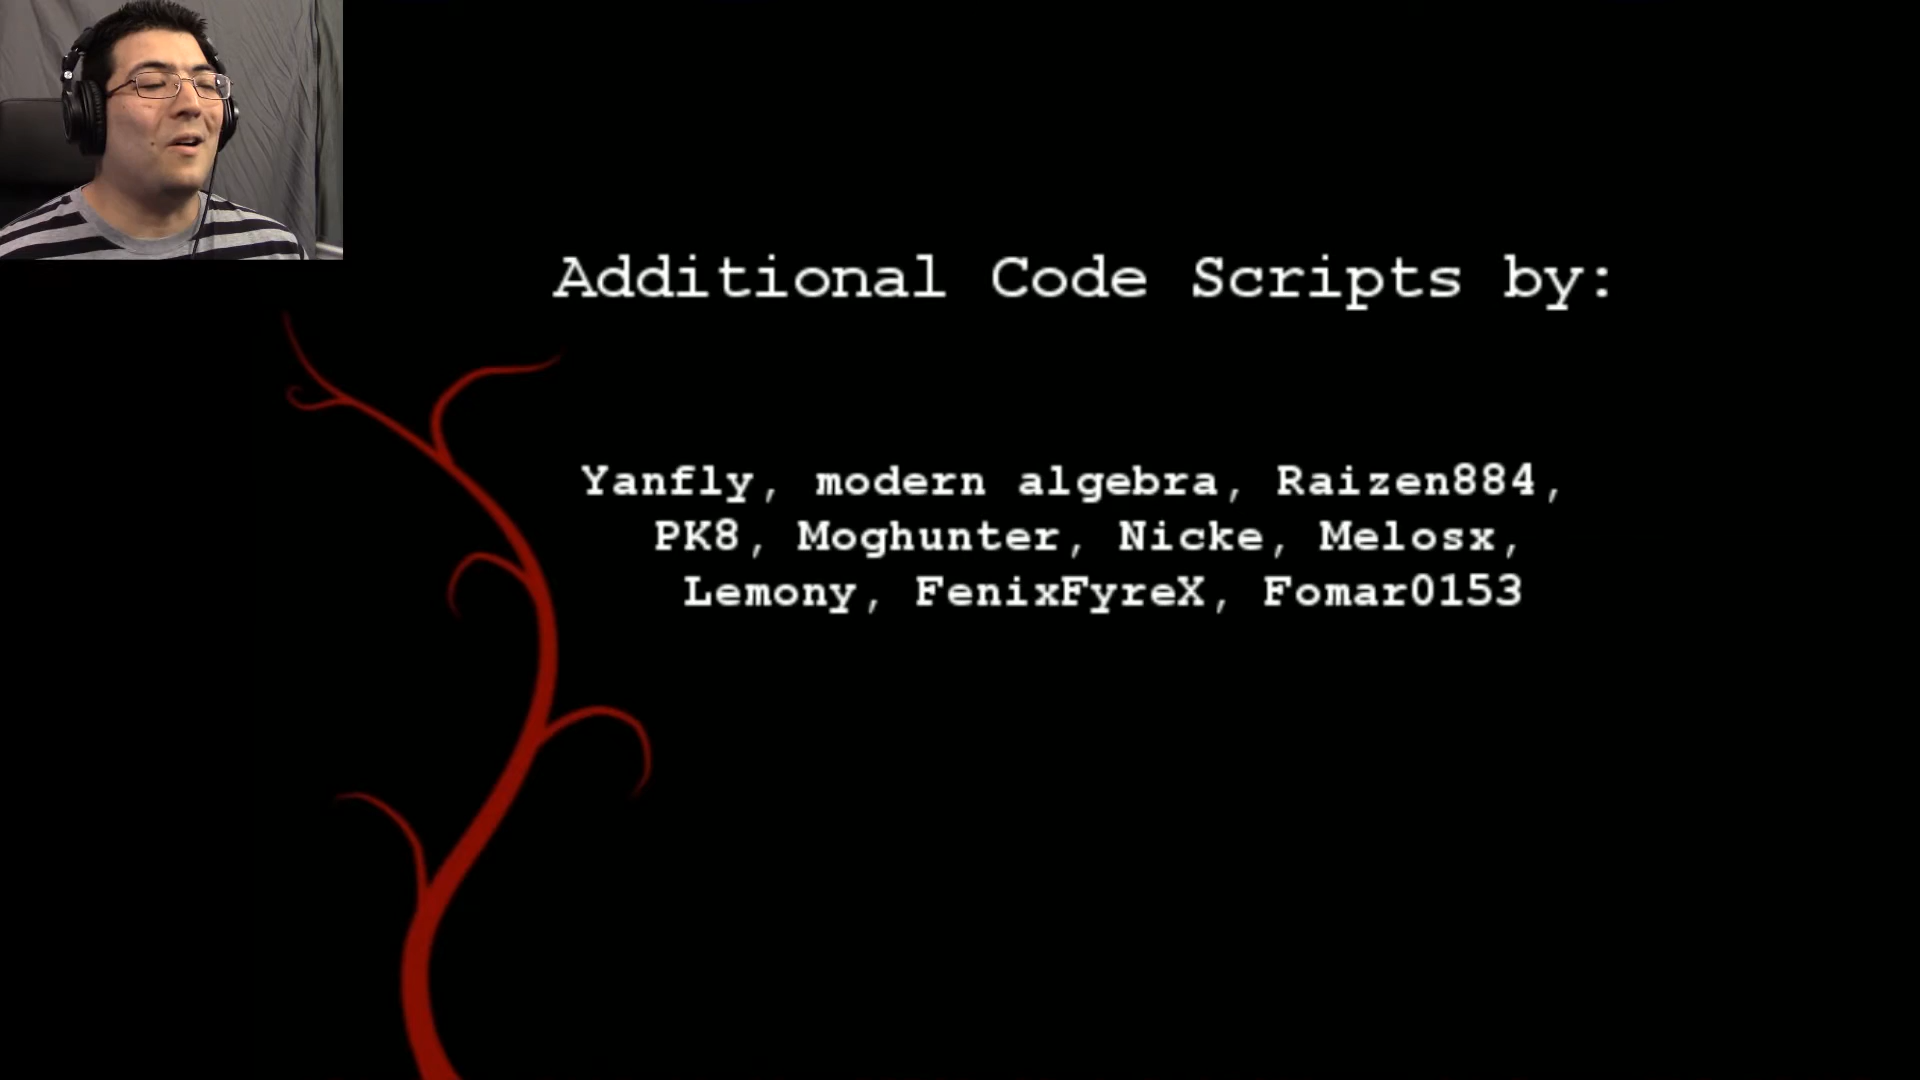 Additional Code Scripts by:
Yanfly, modern algebra, Raizen884,
PK8, Moghunter, Nicke, Melosx,
Lemony, FenixFyreX, Fomar0153